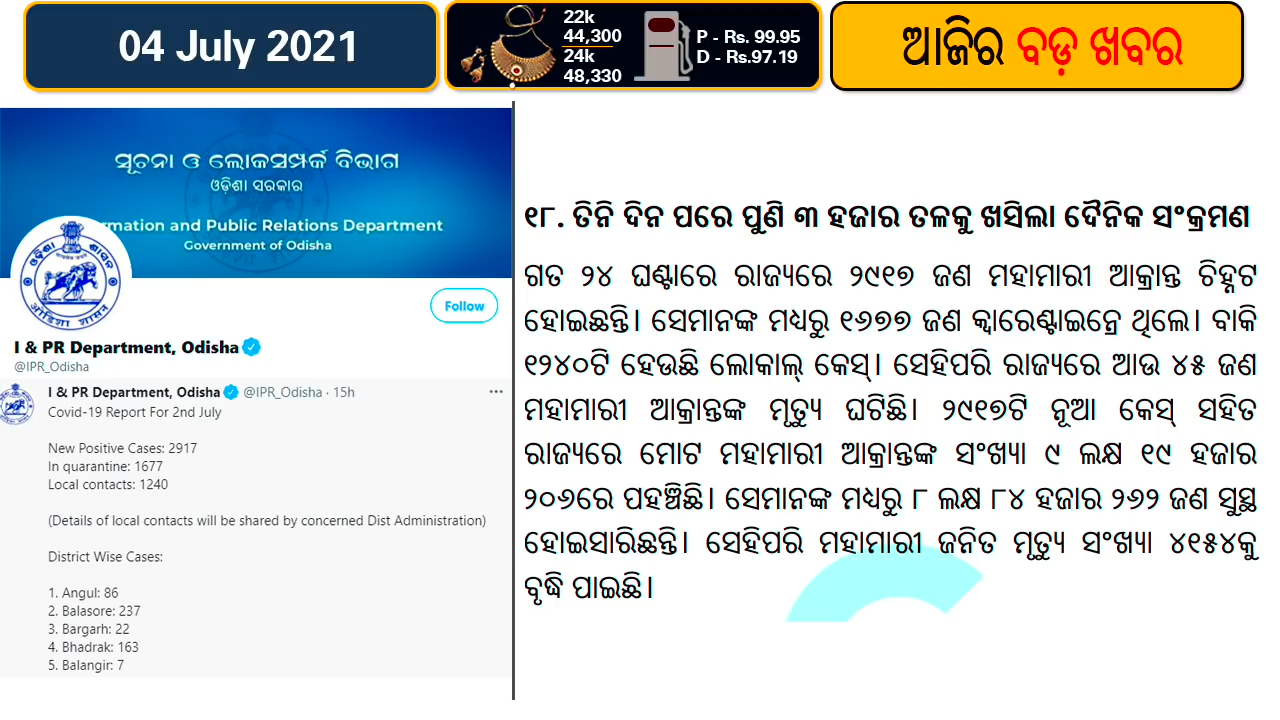 04 July 2021
22k
44,300
24k
48,330
P - Rs. 99.95
D - Rs.97.19
ଆଜିର ବଡ଼ ଖବର
ସୂଚନା ଓ ଲୋକସମ୍ପର୍କ ବିଭାଗ
ଓଡ଼ିଶା ସରକାର
rmation and Public Relations Department
Government of Odisha
Follow
I & PR Department, Odisha
@IPR_Odisha
I & PR Department, Odisha @IPR_Odisha · 15h
Covid-19 Report For 2nd July
New Positive Cases: 2917
In quarantine: 1677
Local contacts: 1240
(Details of local contacts will be shared by concerned Dist Administration)
District Wise Cases:
1. Angul: 86
2. Balasore: 237
3. Bargarh: 22
4. Bhadrak: 163
5. Balangir: 7
୧୮. ତିନି ଦିନ ପରେ ପୁଣି ୩ ହଜାର ତଳକୁ ଖସିଲା ଦୈନିକ ସଂକ୍ରମଣ
ଗତ ୨୪ ଘଣ୍ଟାରେ ରାଜ୍ୟରେ ୨୯୧୭ ଜଣ ମହାମାରୀ ଆକ୍ରାନ୍ତ ଚିହ୍ନଟ
ହୋଇଛନ୍ତି। ସେମାନଙ୍କ ମଧ୍ୟରୁ ୧୬୭୭ ଜଣ କ୍ୱାରେଣ୍ଟାଇନ୍ରେ ଥିଲେ। ବାକି
୧୨୪୦ଟି ହେଉଛି ଲୋକାଲ୍ କେସ୍। ସେହିପରି ରାଜ୍ୟରେ ଆଉ ୪୫ ଜଣ
ମହାମାରୀ ଆକ୍ରାନ୍ତଙ୍କ ମୃତ୍ୟୁ ଘଟିଛି। ୨୯୧୭ଟି ନୂଆ କେସ୍ ସହିତ
ରାଜ୍ୟରେ ମୋଟ ମହାମାରୀ ଆକ୍ରାନ୍ତଙ୍କ ସଂଖ୍ୟା ୯ ଲକ୍ଷ ୧୯ ହଜାର
୨୦୬ରେ ପହଞ୍ଚିଛି। ସେମାନଙ୍କ ମଧ୍ୟରୁ ୮ ଲକ୍ଷ ୮୪ ହଜାର ୨୬୨ ଜଣ ସୁସ୍ଥ
ହୋଇସାରିଛନ୍ତି। ସେହିପରି ମହାମାରୀ ଜନିତ ମୃତ୍ୟୁ ସଂଖ୍ୟା ୪୧୫୪କୁ
ବୃଦ୍ଧି ପାଇଛି।